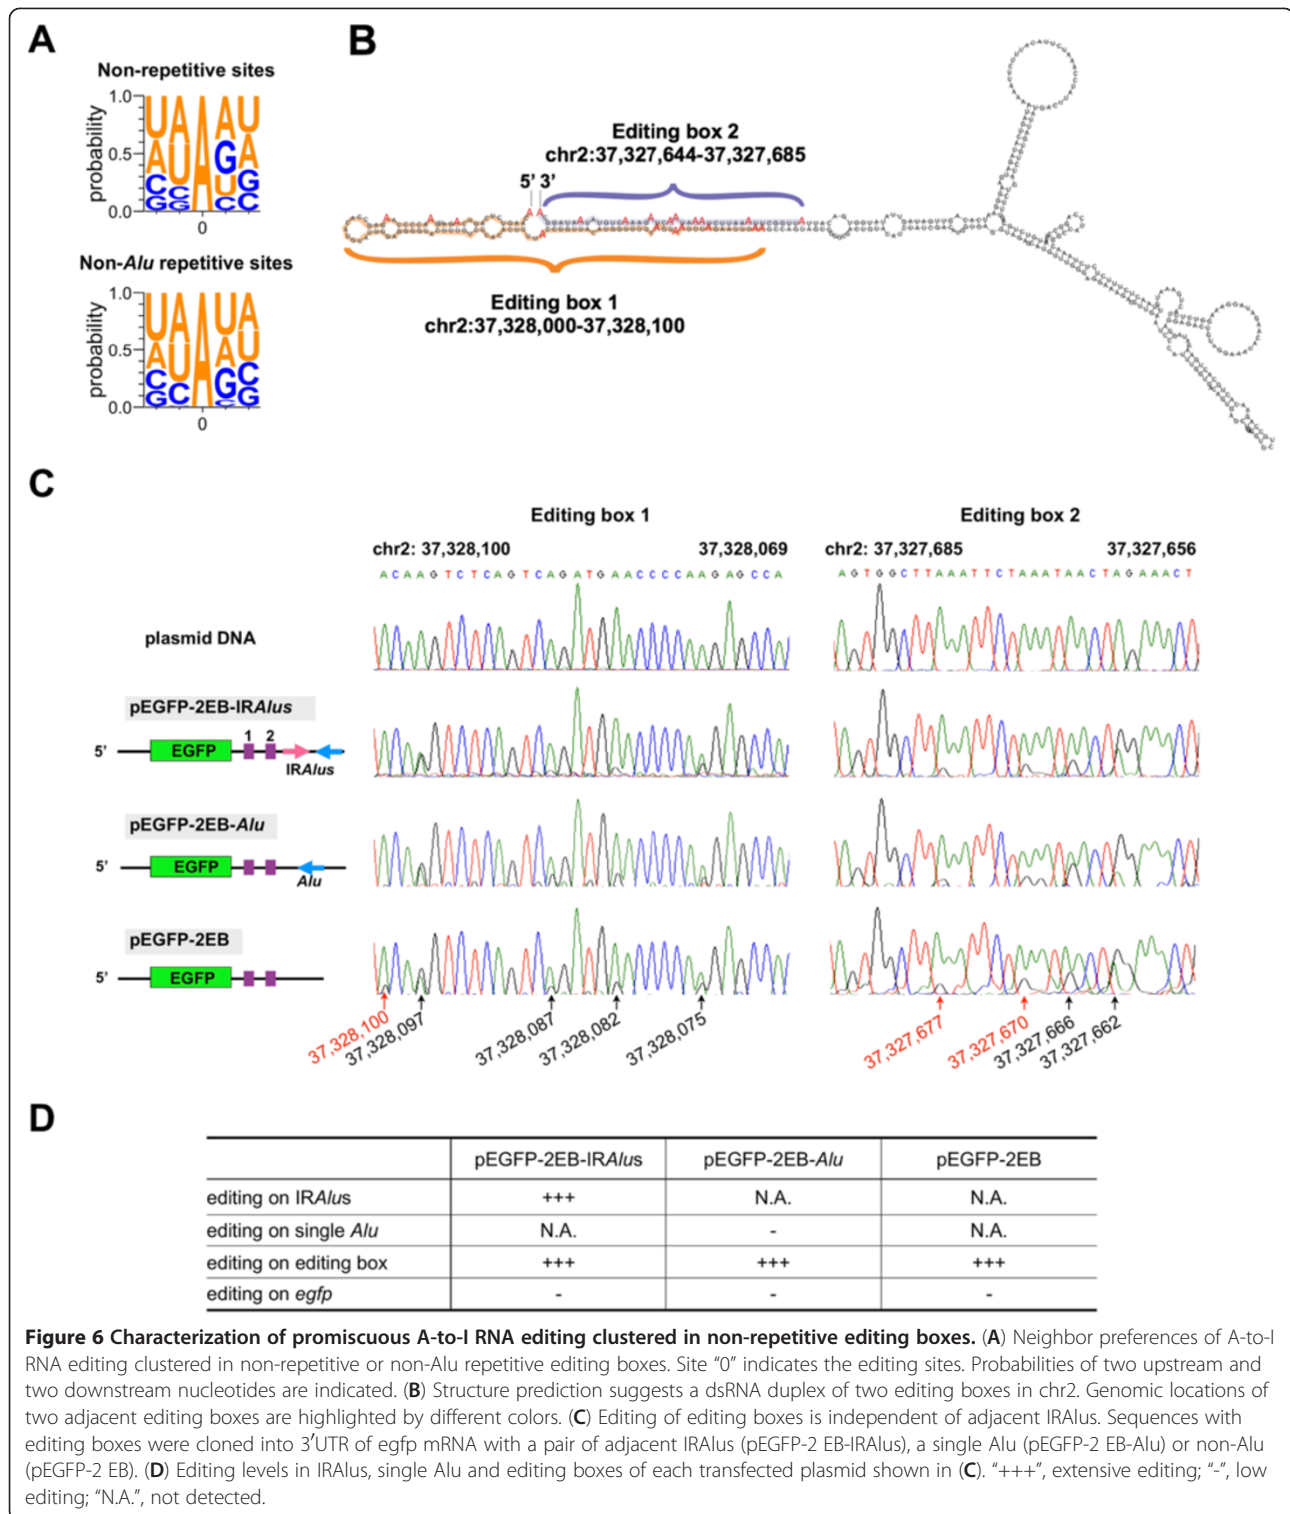 A
Non-repetitive sites
probability
1.0
0.5
0.0
0
Non-Alu repetitive sites
probability
1.0
0.5
0.0
0
B
Editing box 2
chr2:37,327,644-37,327,685
5’ 3’
Editing box 1
chr2:37,328,000-37,328,100
C
Editing box 1
Editing box 2
chr2: 37,328,100 37,328,069
chr2: 37,327,685 37,327,656
A C A A G T C T C A G T C A G A T G A A C C C C A A G A G C C A
A G T G G C T T A A A T T C T A A A T A A C T A G A A A C T
plasmid DNA
pEGFP-2EB-IRAlus
5’ EGFP 1 2 IRAlus
pEGFP-2EB-Alu
5’ EGFP Alu
pEGFP-2EB
5’ EGFP
37,328,100
37,328,097
37,328,087
37,328,082
37,328,075
37,327,677
37,327,670
37,327,666
37,327,662
D
pEGFP-2EB-IRAlus pEGFP-2EB-Alu pEGFP-2EB
editing on IRAlus +++ N.A. N.A.
editing on single Alu N.A. - N.A.
editing on editing box +++ +++ +++
editing on egfp - - -
Figure 6 Characterization of promiscuous A-to-I RNA editing clustered in non-repetitive editing boxes. (A) Neighbor preferences of A-to-I
RNA editing clustered in non-repetitive or non-Alu repetitive editing boxes. Site “0” indicates the editing sites. Probabilities of two upstream and
two downstream nucleotides are indicated. (B) Structure prediction suggests a dsRNA duplex of two editing boxes in chr2. Genomic locations of
two adjacent editing boxes are highlighted by different colors. (C) Editing of editing boxes is independent of adjacent IRAlus. Sequences with
editing boxes were cloned into 3′UTR of egfp mRNA with a pair of adjacent IRAlus (pEGFP-2 EB-IRAlus), a single Alu (pEGFP-2 EB-Alu) or non-Alu
(pEGFP-2 EB). (D) Editing levels in IRAlus, single Alu and editing boxes of each transfected plasmid shown in (C). “+++”, extensive editing; “-”, low
editing; “N.A.”, not detected.